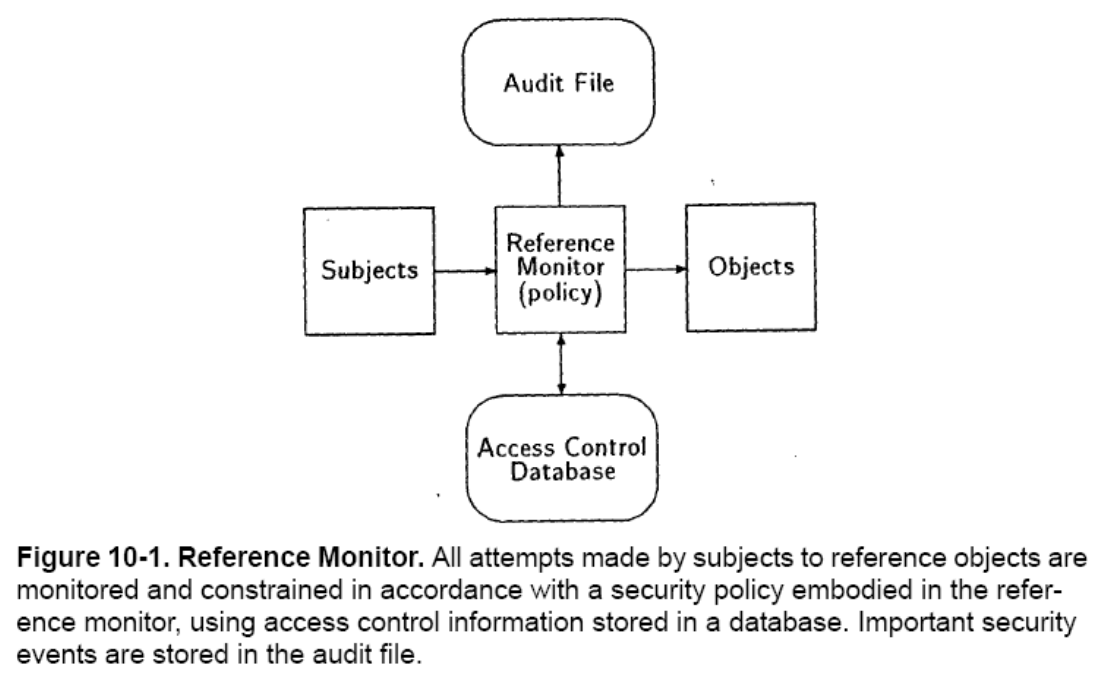 Audit File
Subjects
Reference
Monitor
(policy)
Objects
Access Control
Database
Figure 10-1. Reference Monitor. All attempts made by subjects to reference objects are
monitored and constrained in accordance with a security policy embodied in the refer-
ence monitor, using access control information stored in a database. Important security
events are stored in the audit file.